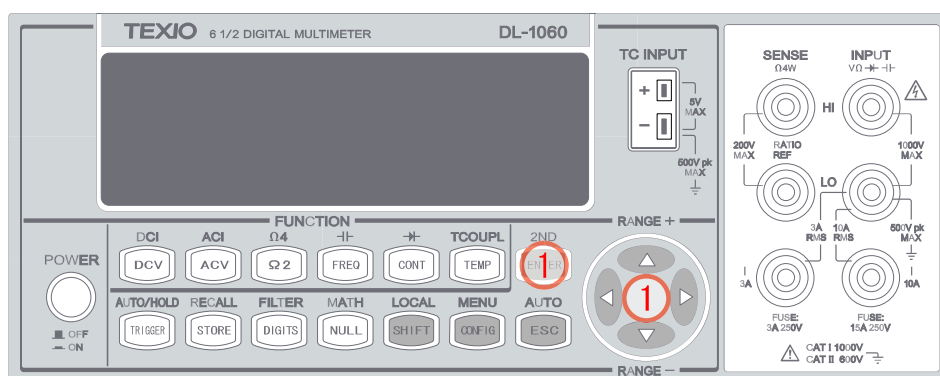 TEXIO 6 1/2 DIGITAL MULTIMETER DL-1060
TC INPUT
+
−
5V
MAX
500V pk
MAX
SENSE
Ω4W
INPUT
VΩ
HI
200V
MAX
RATIO
REF
1000V
MAX
LO
3A
RMS
10A
RMS
500V pk
MAX
3A
10A
FUSE:
3A 250V
FUSE:
15A 250V
CAT I 1000V
CAT II 600V
FUNCTION
RANGE +
DCI ACI Ω4 TCOUPL 2ND
POWER
DCV ACV Ω2 FREQ CONT TEMP 1
1
AUTO/HOLD RECALL FILTER MATH LOCAL MENU AUTO
TRIGGER STORE DIGITS NULL SHIFT CONFIG ESC
OFF
ON
RANGE −